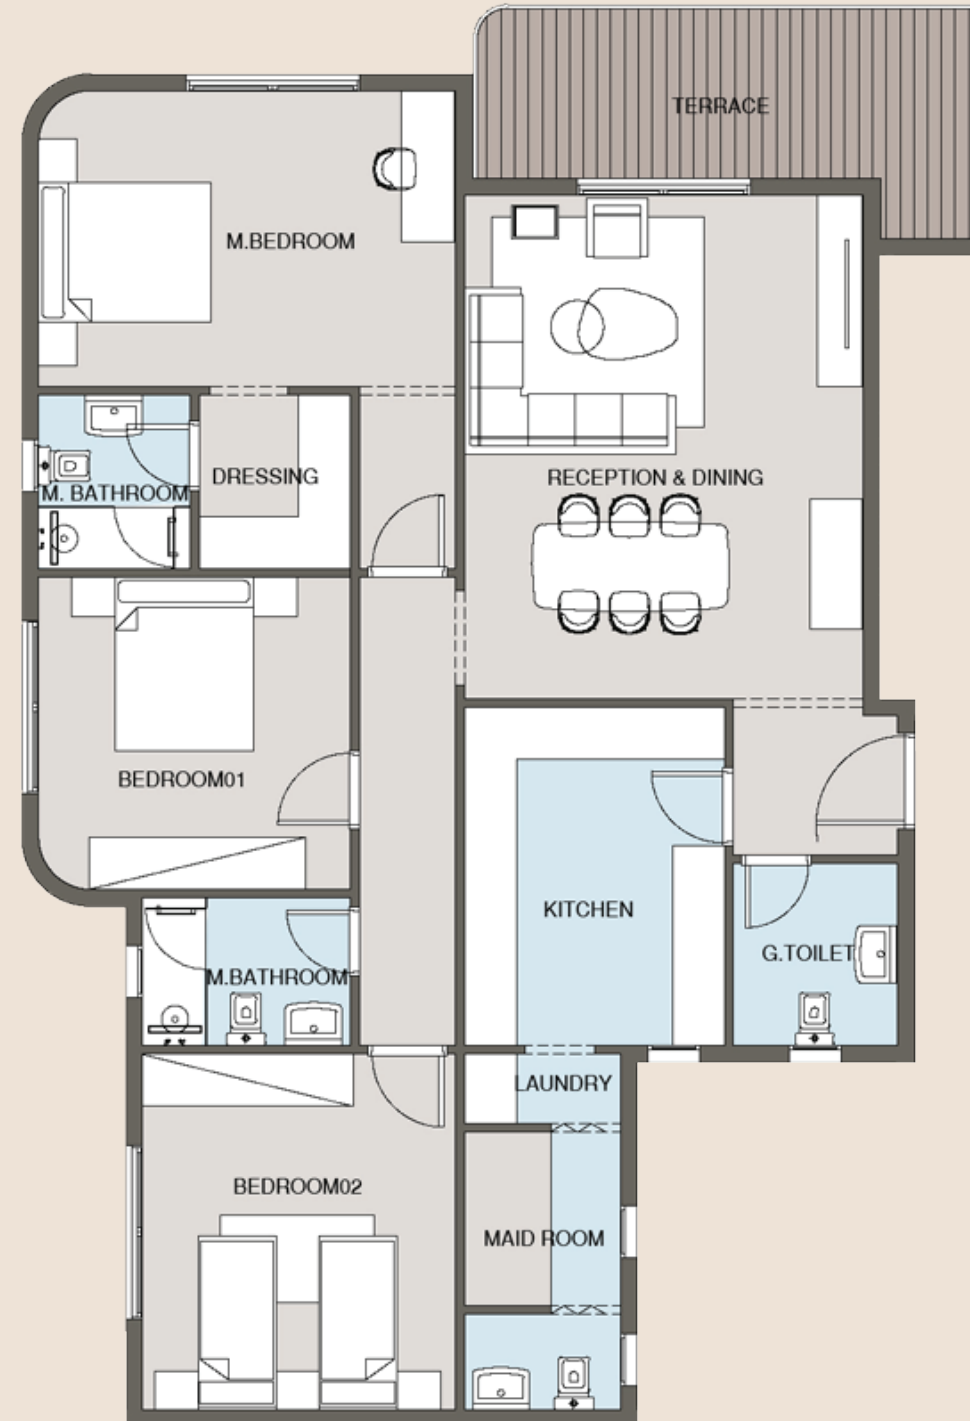 TERRACE
M.BEDROOM
DRESSING
RECEPTION & DINING
M. BATHROOM
BEDROOM01
KITCHEN
G.TOILET
M.BATHROOM
LAUNDRY
BEDROOM02
MAID ROOM